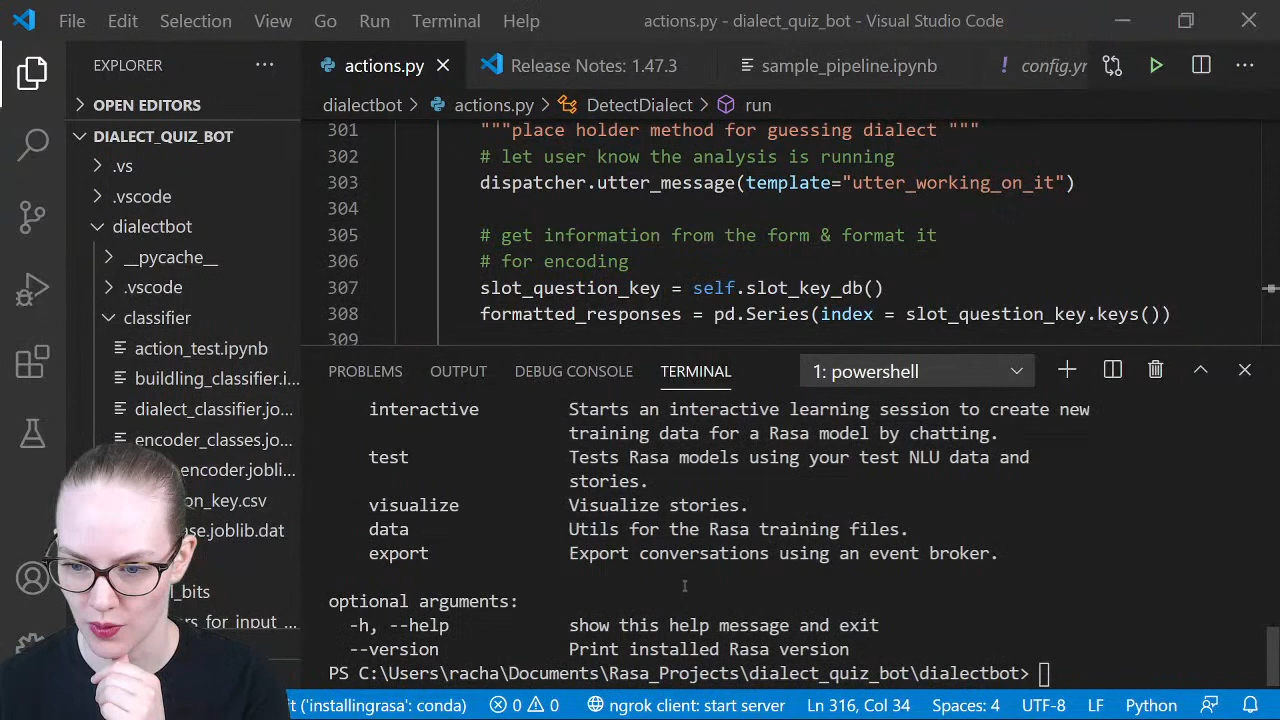 File Edit Selection View Go Run Terminal Help actions.py - dialect_quiz_bot - Visual Studio Code
EXPLORER
OPEN EDITORS
DIALECT_QUIZ_BOT
.vs
.vscode
dialectbot
__pycache__
.vscode
classifier
action_test.ipynb
buildling_classifier.i...
dialect_classifier.jo...
encoder_classes.jo...
encoder.jobli...
on_key.csv
ase.joblib.dat
l_bits
ers_for_input_...
actions.py Release Notes: 1.47.3 sample_pipeline.ipynb ! config.yr
dialectbot > actions.py > DetectDialect > run
301 """place holder method for guessing dialect """
302 # let user know the analysis is running
303 dispatcher.utter_message(template="utter_working_on_it")
304
305 # get information from the form & format it
306 # for encoding
307 slot_question_key = self.slot_key_db()
308 formatted_responses = pd.Series(index = slot_question_key.keys())
309
PROBLEMS OUTPUT DEBUG CONSOLE TERMINAL 1: powershell
interactive Starts an interactive learning session to create new
training data for a Rasa model by chatting.
test Tests Rasa models using your test NLU data and
stories.
visualize Visualize stories.
data Utils for the Rasa training files.
export Export conversations using an event broker.
optional arguments:
-h, --help show this help message and exit
--version Print installed Rasa version
PS C:\Users\racha\Documents\Rasa_Projects\dialect_quiz_bot\dialectbot>
t ('installingrasa': conda) 0 0 ngrok client: start server Ln 316, Col 34 Spaces: 4 UTF-8 LF Python